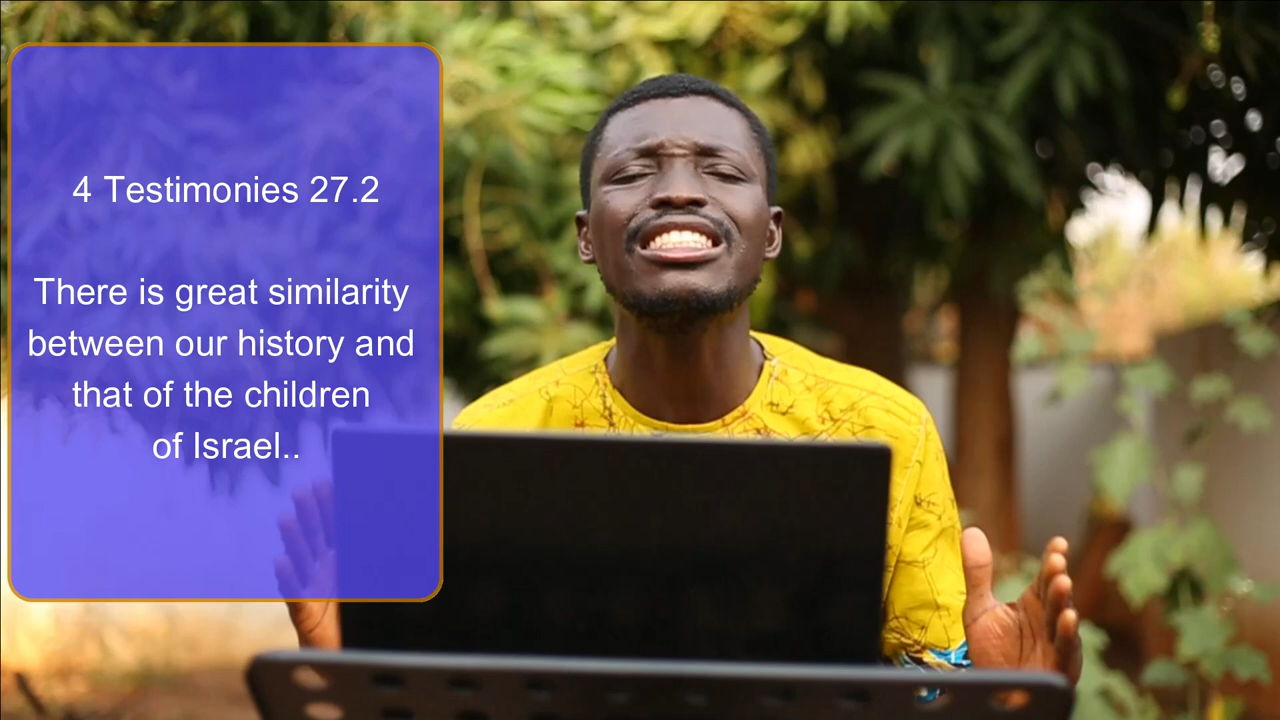 4 Testimonies 27.2
There is great similarity
between our history and
that of the children
of Israel..